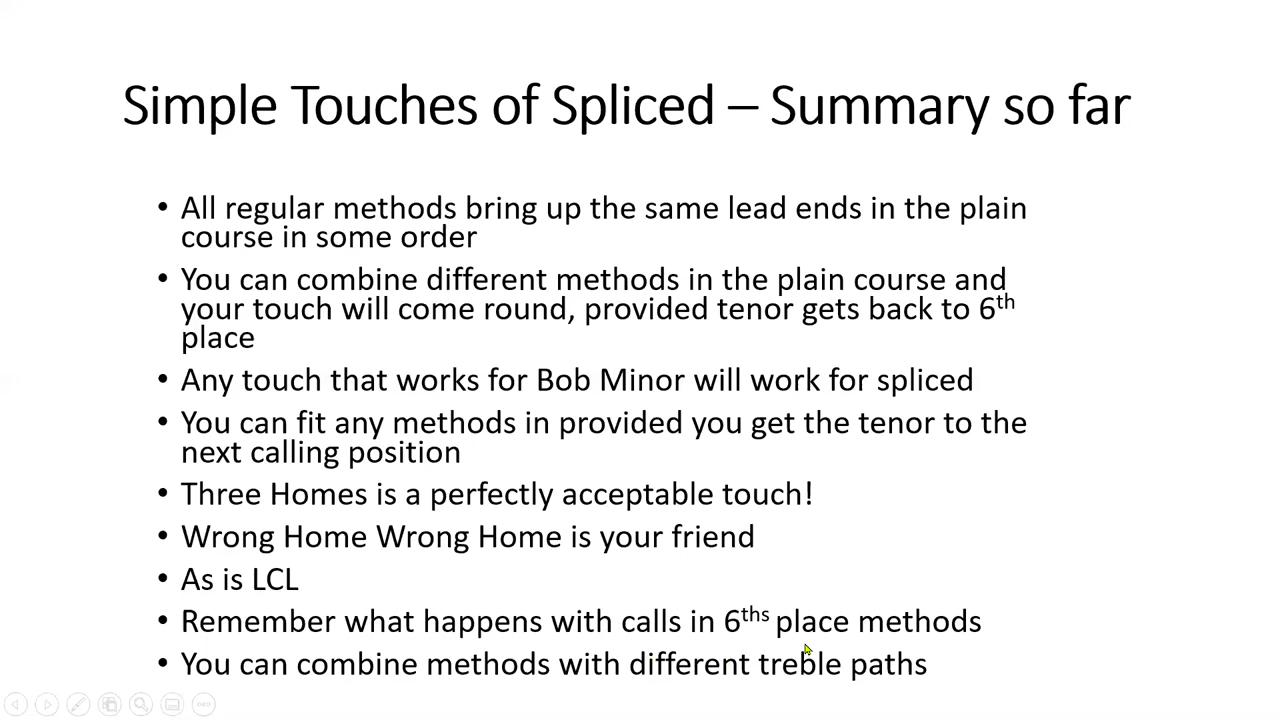 Simple Touches of Spliced – Summary so far
• All regular methods bring up the same lead ends in the plain
course in some order
• You can combine different methods in the plain course and
your touch will come round, provided tenor gets back to 6th
place
• Any touch that works for Bob Minor will work for spliced
• You can fit any methods in provided you get the tenor to the
next calling position
• Three Homes is a perfectly acceptable touch!
• Wrong Home Wrong Home is your friend
• As is LCL
• Remember what happens with calls in 6ths place methods
• You can combine methods with different treble paths